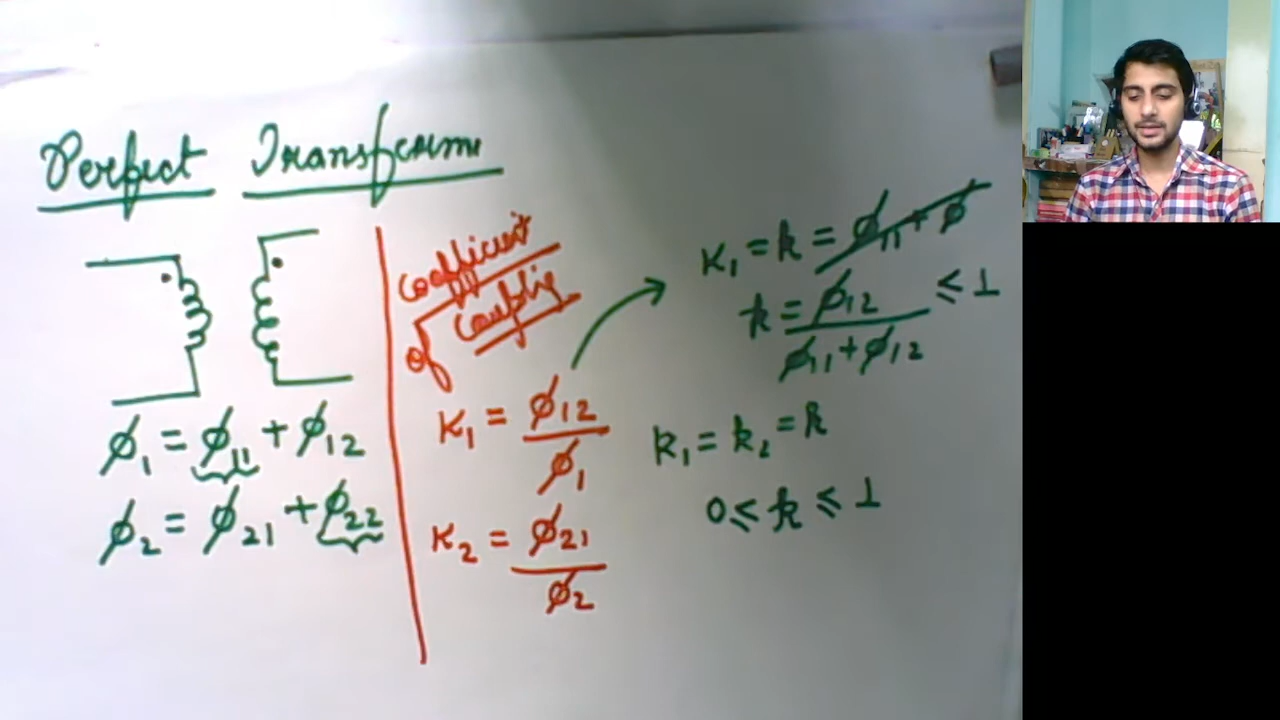 Perfect Transform
ϕ₁ = ϕ₁₁ + ϕ₁₂
ϕ₂ = ϕ₂₁ + ϕ₂₂
Coefficient
of Coupling
K₁ = ϕ₁₂ / ϕ₁
K₂ = ϕ₂₁ / ϕ₂
K₁ = k = ϕ₁₁ + ϕ
k = ϕ₁₂ / (ϕ₁₁ + ϕ₁₂) ≤ 1
k₁ = k₂ = k
0 ≤ k ≤ 1